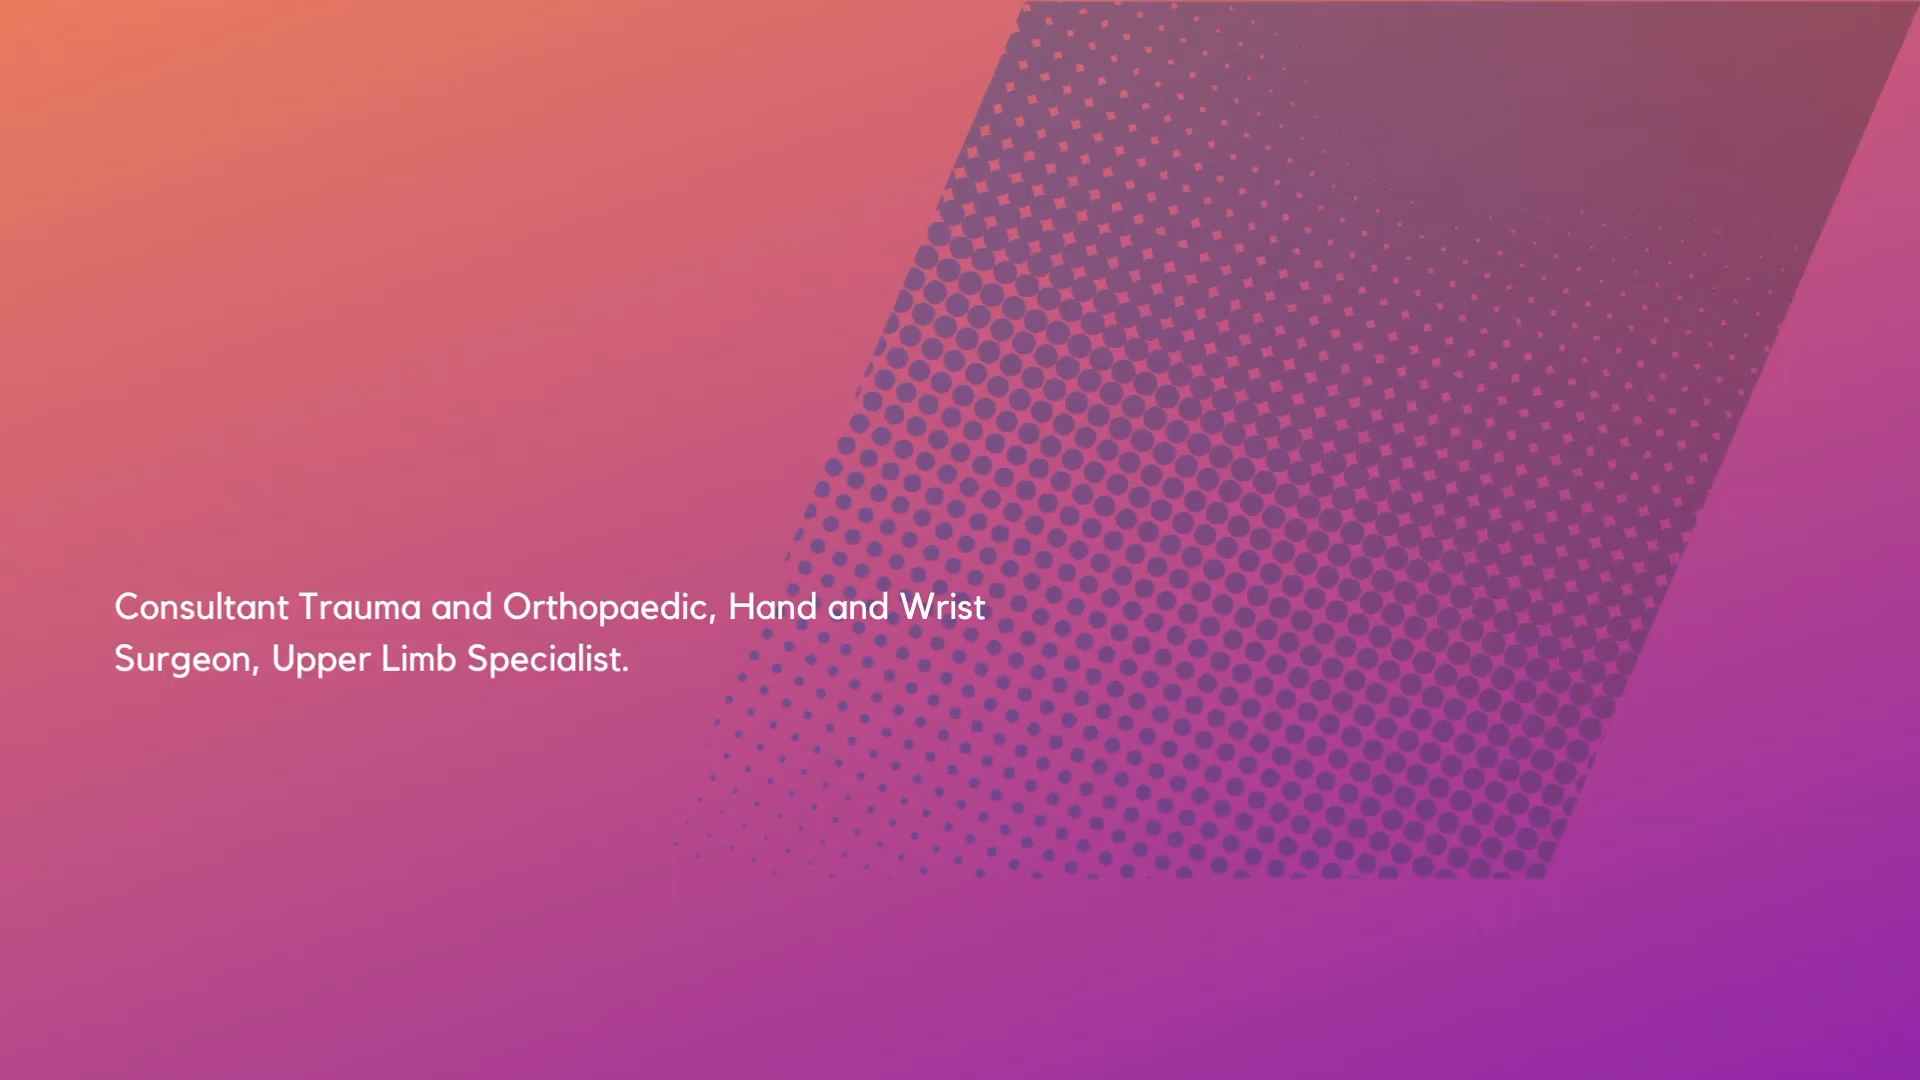 Consultant Trauma and Orthopaedic, Hand and Wrist
Surgeon, Upper Limb Specialist.